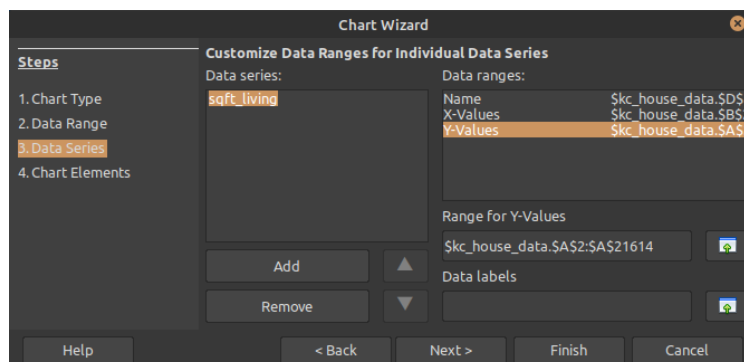 Chart Wizard
Steps
1. Chart Type
2. Data Range
3. Data Series
4. Chart Elements
Customize Data Ranges for Individual Data Series
Data series:
sqft_living
Add
Remove
Data ranges:
Name $kc_house_data.$D$
X-Values $kc_house_data.$B$
Y-Values $kc_house_data.$A$
Range for Y-Values
$kc_house_data.$A$2:$A$21614
Data labels
Help
< Back
Next >
Finish
Cancel